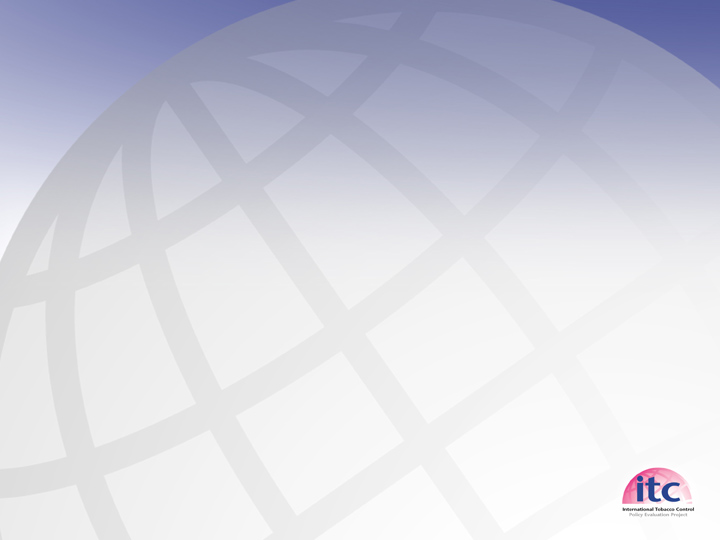 itc
International Tobacco Control
Policy Evaluation Project